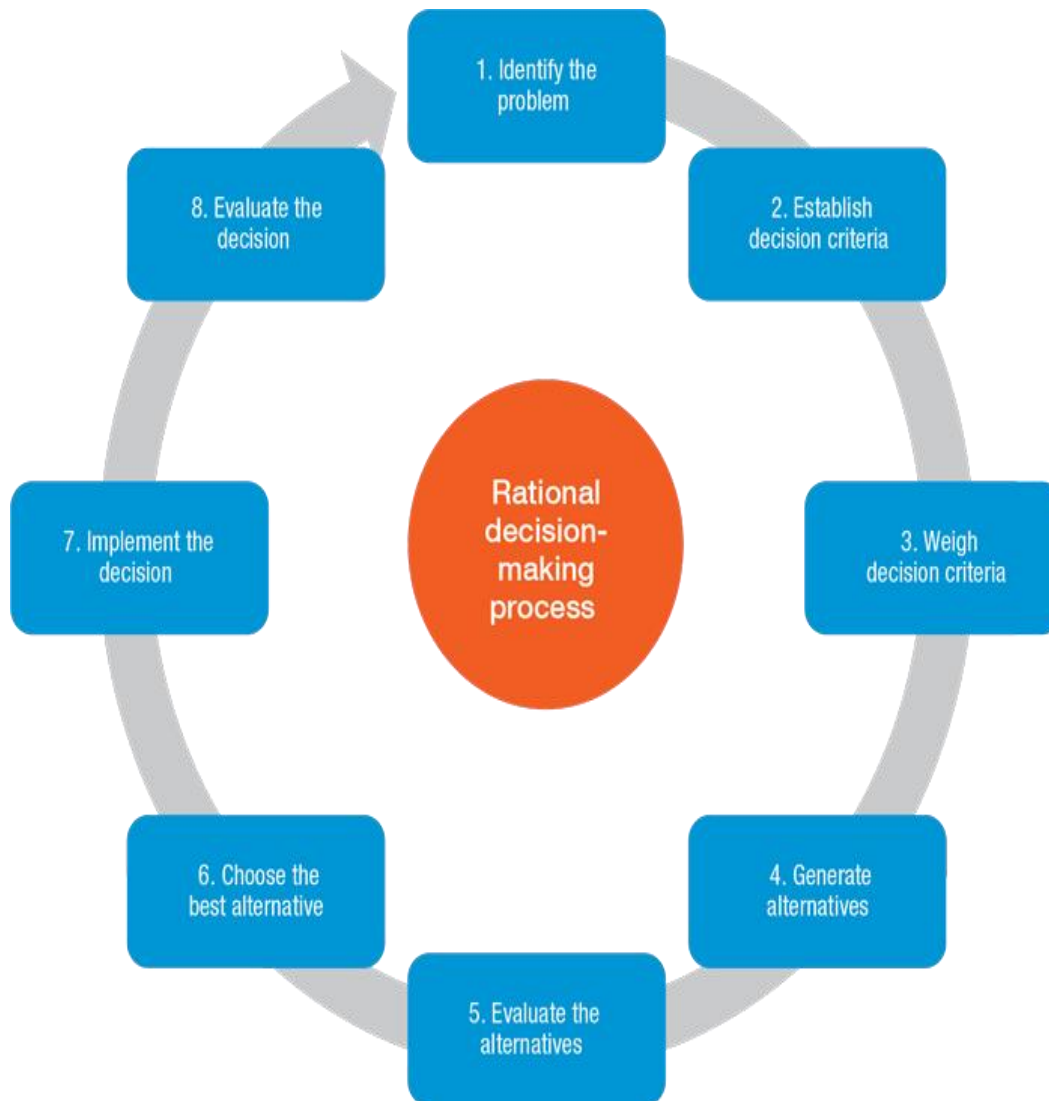 1. Identify the
problem
2. Establish
decision criteria
3. Weigh
decision criteria
4. Generate
alternatives
5. Evaluate the
alternatives
6. Choose the
best alternative
7. Implement the
decision
8. Evaluate the
decision
Rational
decision-
making
process